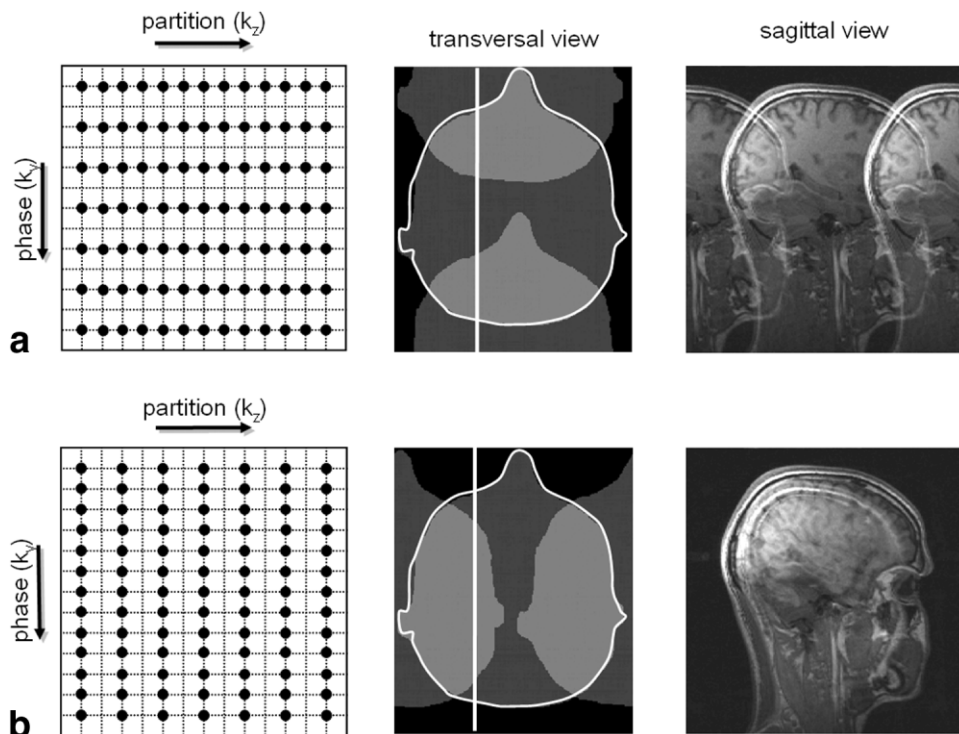 partition (kz)
transversal view
sagittal view
phase (ky)
a
partition (kz)
phase (ky)
b